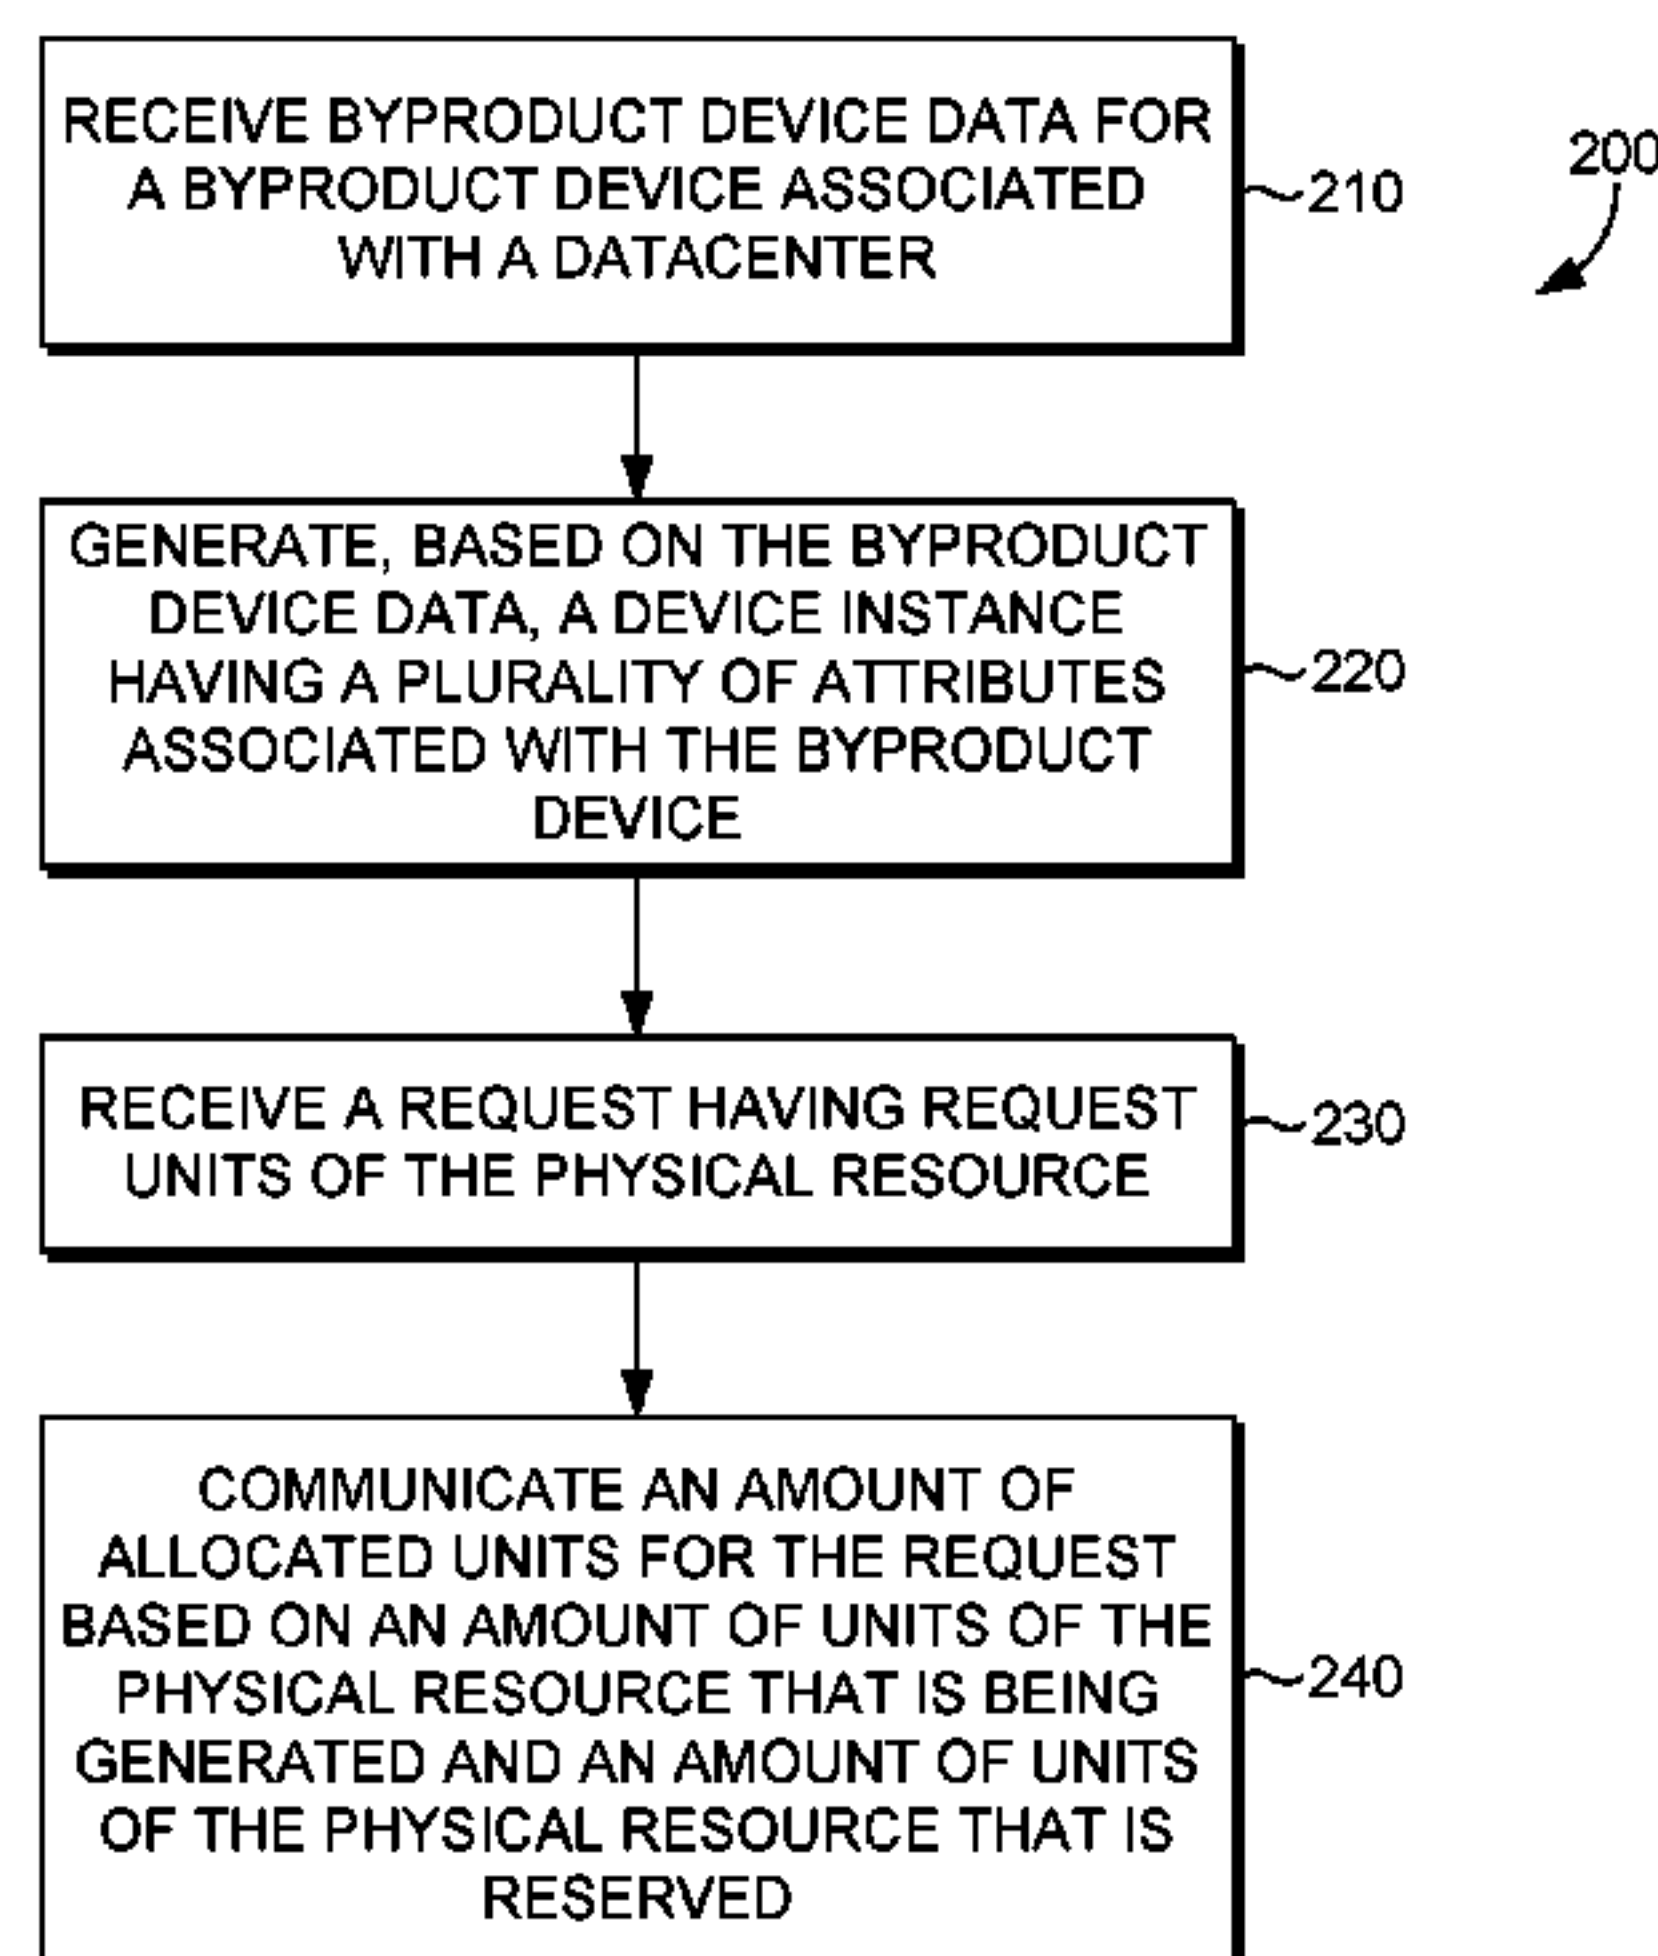 RECEIVE BYPRODUCT DEVICE DATA FOR
A BYPRODUCT DEVICE ASSOCIATED
WITH A DATACENTER
210
200
GENERATE, BASED ON THE BYPRODUCT
DEVICE DATA, A DEVICE INSTANCE
HAVING A PLURALITY OF ATTRIBUTES
ASSOCIATED WITH THE BYPRODUCT
DEVICE
220
RECEIVE A REQUEST HAVING REQUEST
UNITS OF THE PHYSICAL RESOURCE
230
COMMUNICATE AN AMOUNT OF
ALLOCATED UNITS FOR THE REQUEST
BASED ON AN AMOUNT OF UNITS OF THE
PHYSICAL RESOURCE THAT IS BEING
GENERATED AND AN AMOUNT OF UNITS
OF THE PHYSICAL RESOURCE THAT IS
RESERVED
240